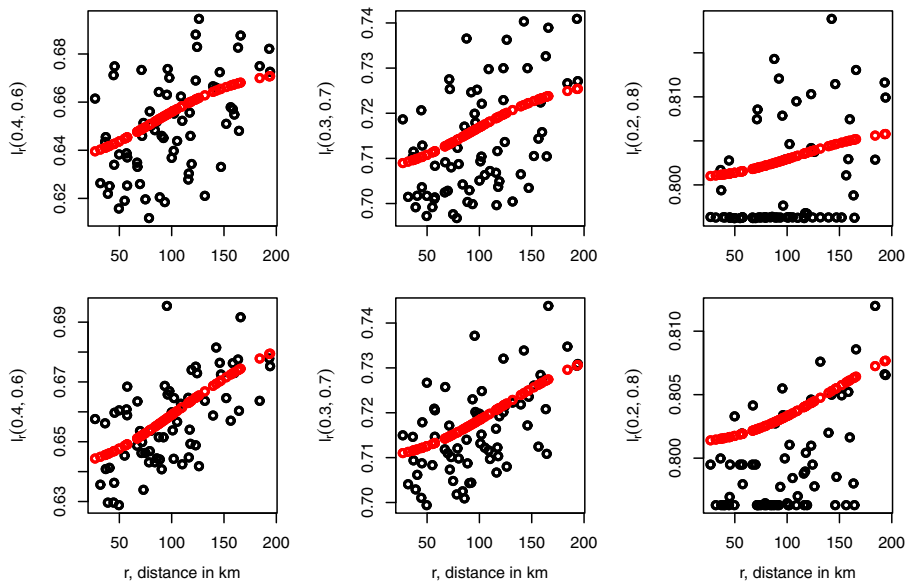 I_r(0.4, 0.6)
0.62 0.64 0.66 0.68
50 100 150 200
I_r(0.3, 0.7)
0.70 0.71 0.72 0.73 0.74
50 100 150 200
I_r(0.2, 0.8)
0.800 0.810
50 100 150 200
I_r(0.4, 0.6)
0.63 0.65 0.67 0.69
50 100 150 200
r, distance in km
I_r(0.3, 0.7)
0.70 0.71 0.72 0.73 0.74
50 100 150 200
r, distance in km
I_r(0.2, 0.8)
0.800 0.805 0.810
50 100 150 200
r, distance in km